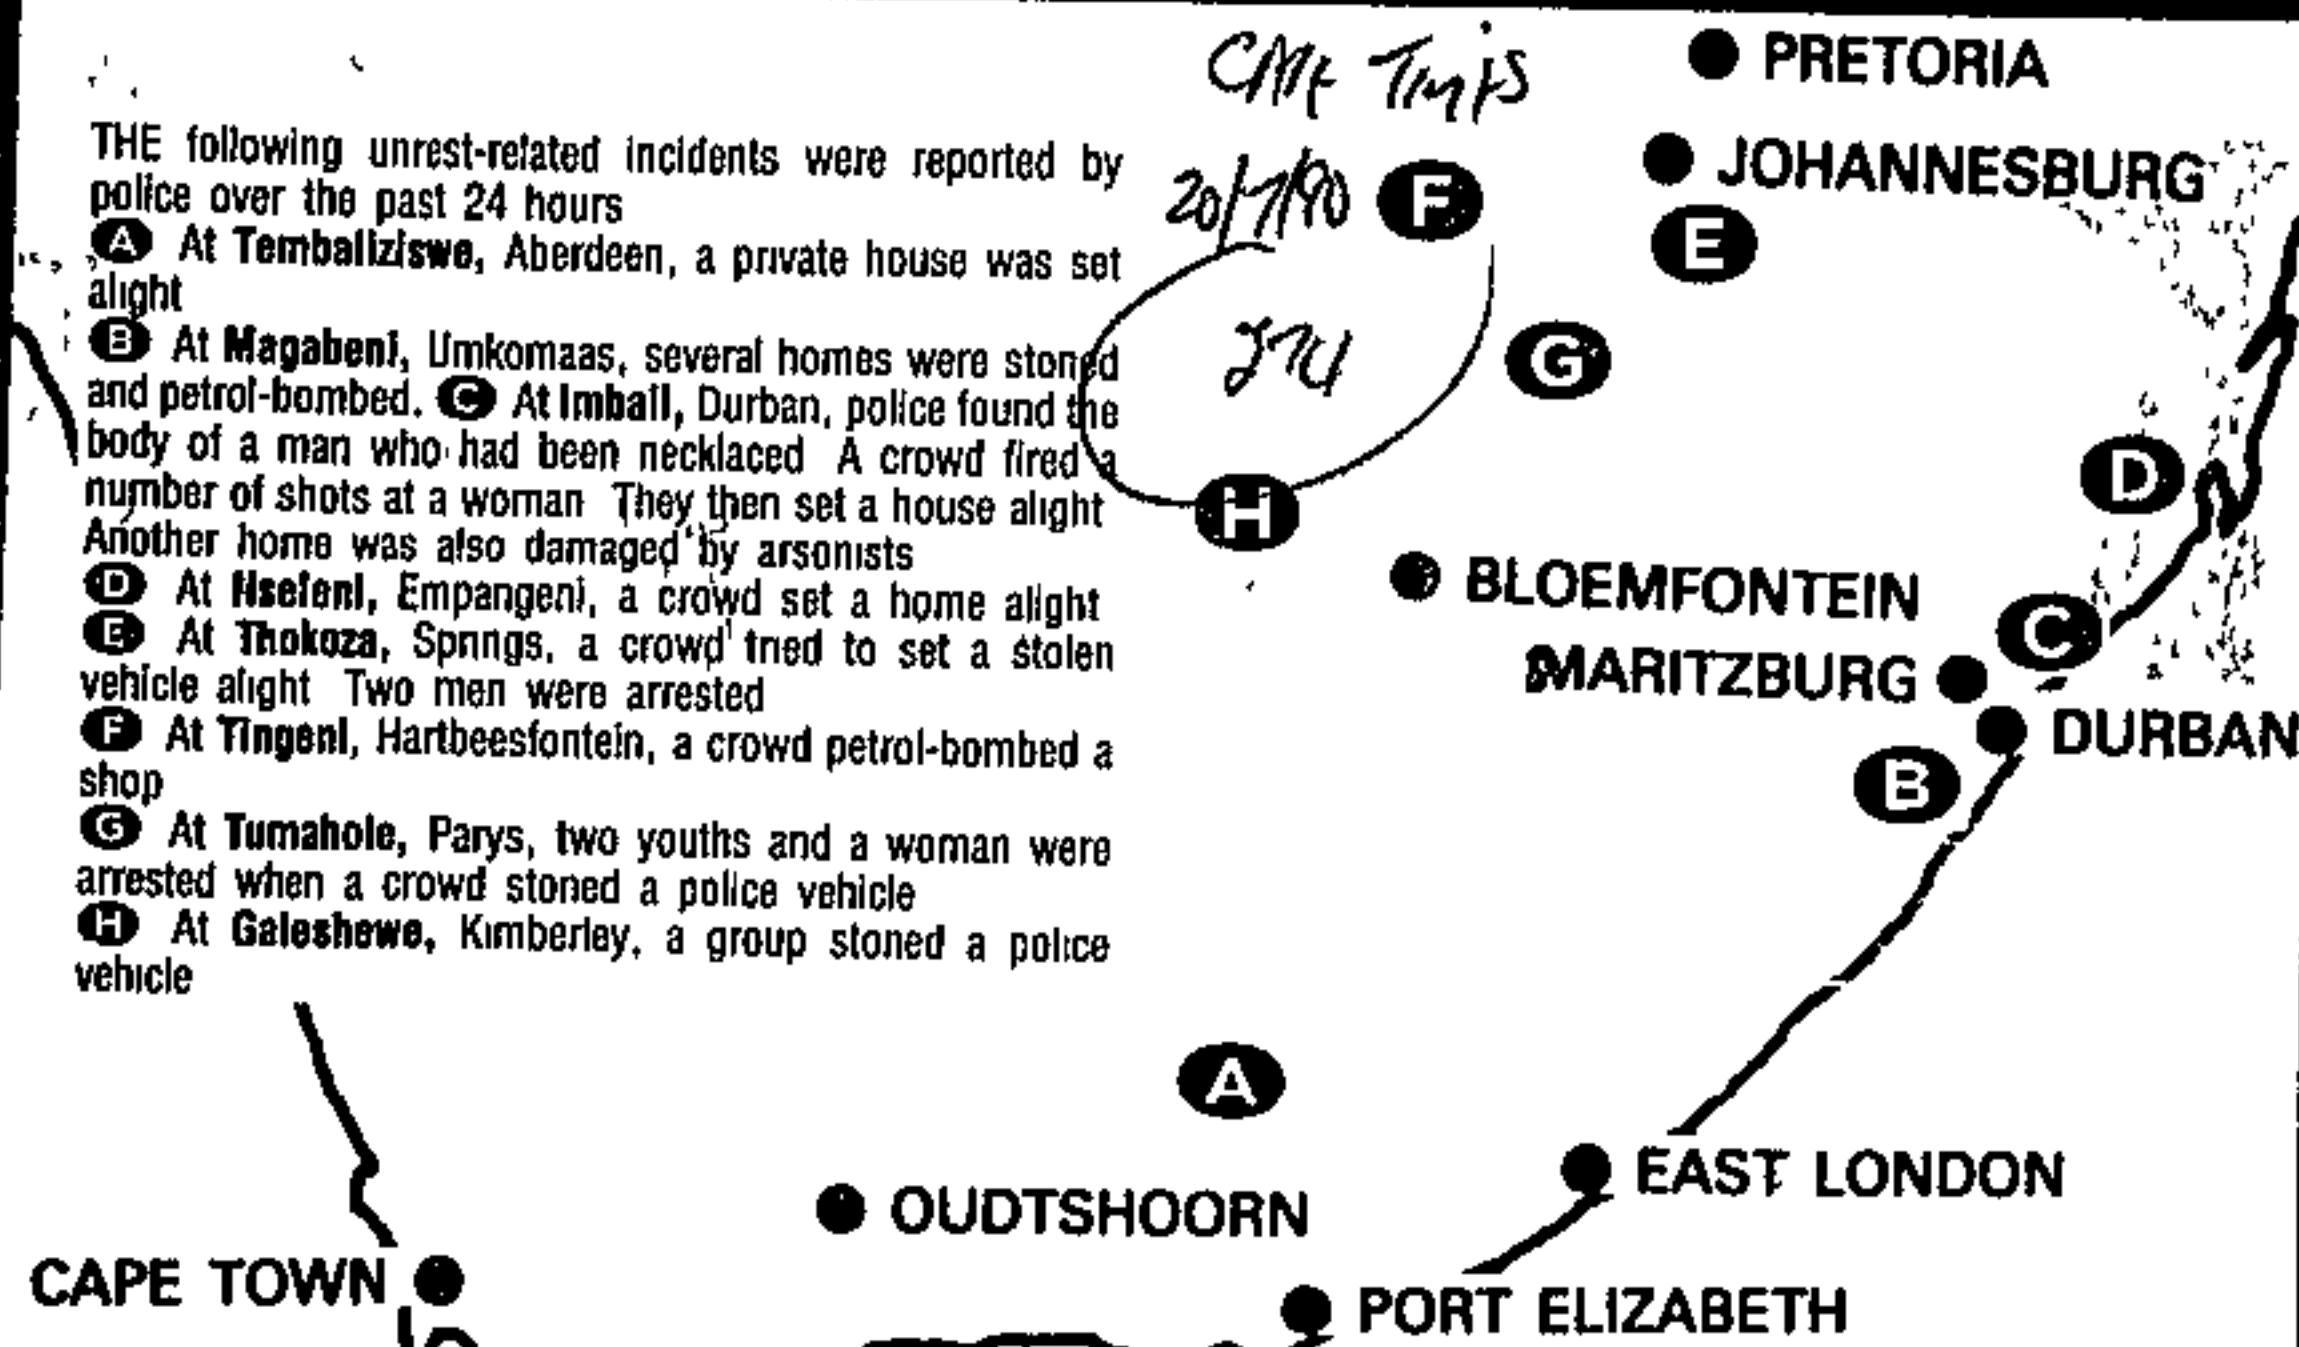 THE following unrest-related incidents were reported by
police over the past 24 hours
A At Tembaliziswe, Aberdeen, a private house was set
alight
B At Magabeni, Umkomaas, several homes were stoned
and petrol-bombed. C At Imbali, Durban, police found the
body of a man who had been necklaced A crowd fired a
number of shots at a woman They then set a house alight
Another home was also damaged by arsonists
D At Nseleni, Empangeni, a crowd set a home alight
E At Thokoza, Springs, a crowd tried to set a stolen
vehicle alight Two men were arrested
F At Tingeni, Hartbeesfontein, a crowd petrol-bombed a
shop
G At Tumahole, Parys, two youths and a woman were
arrested when a crowd stoned a police vehicle
H At Galeshewe, Kimberley, a group stoned a police
vehicle
20/7/90
PRETORIA
JOHANNESBURG
F
E
G
D
H
BLOEMFONTEIN
C
MARITZBURG
DURBAN
B
A
EAST LONDON
OUDTSHOORN
CAPE TOWN
PORT ELIZABETH